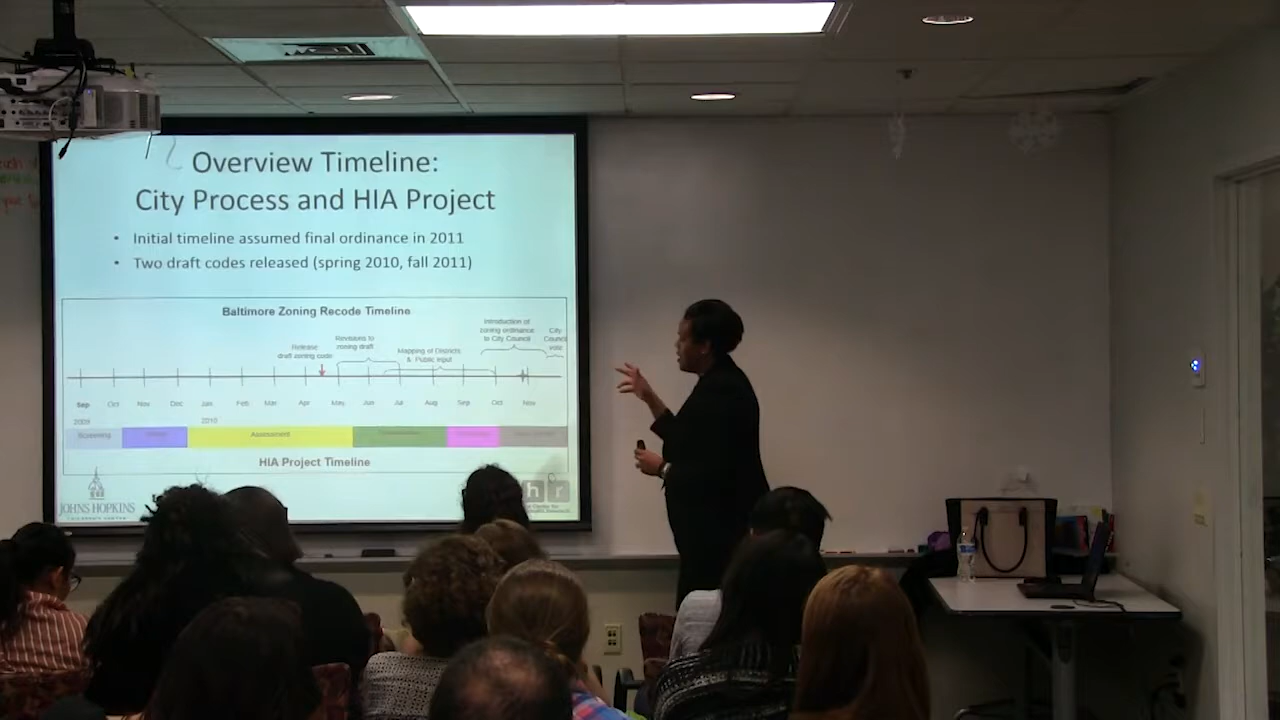 Overview Timeline:
City Process and HIA Project
• Initial timeline assumed final ordinance in 2011
• Two draft codes released (spring 2010, fall 2011)
Baltimore Zoning Recode Timeline
Release
draft zoning code
Revisions to
zoning draft
Mapping of Districts
& Public Input
Introduction of
zoning ordinance
to City Council
City
Council
vote
Sep Oct Nov Dec Jan Feb Mar Apr May Jun Jul Aug Sep Oct Nov
2009 2010
Screening Assessment
HIA Project Timeline
JOHNS HOPKINS
hr